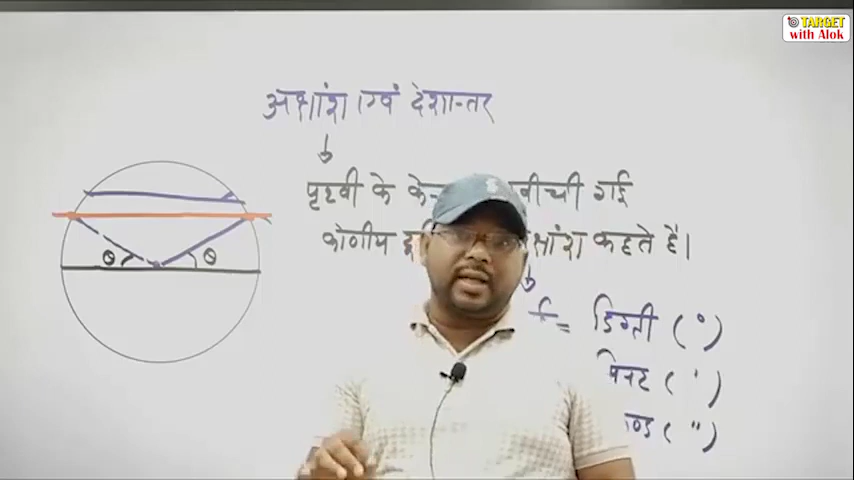 TARGET
with Alok
अक्षांश एवं देशान्तर
पृथ्वी के खीची गई
कोणीय अक्षांश कहते हैं।
θ θ
= डिग्री (°)
मिनट (')
(")